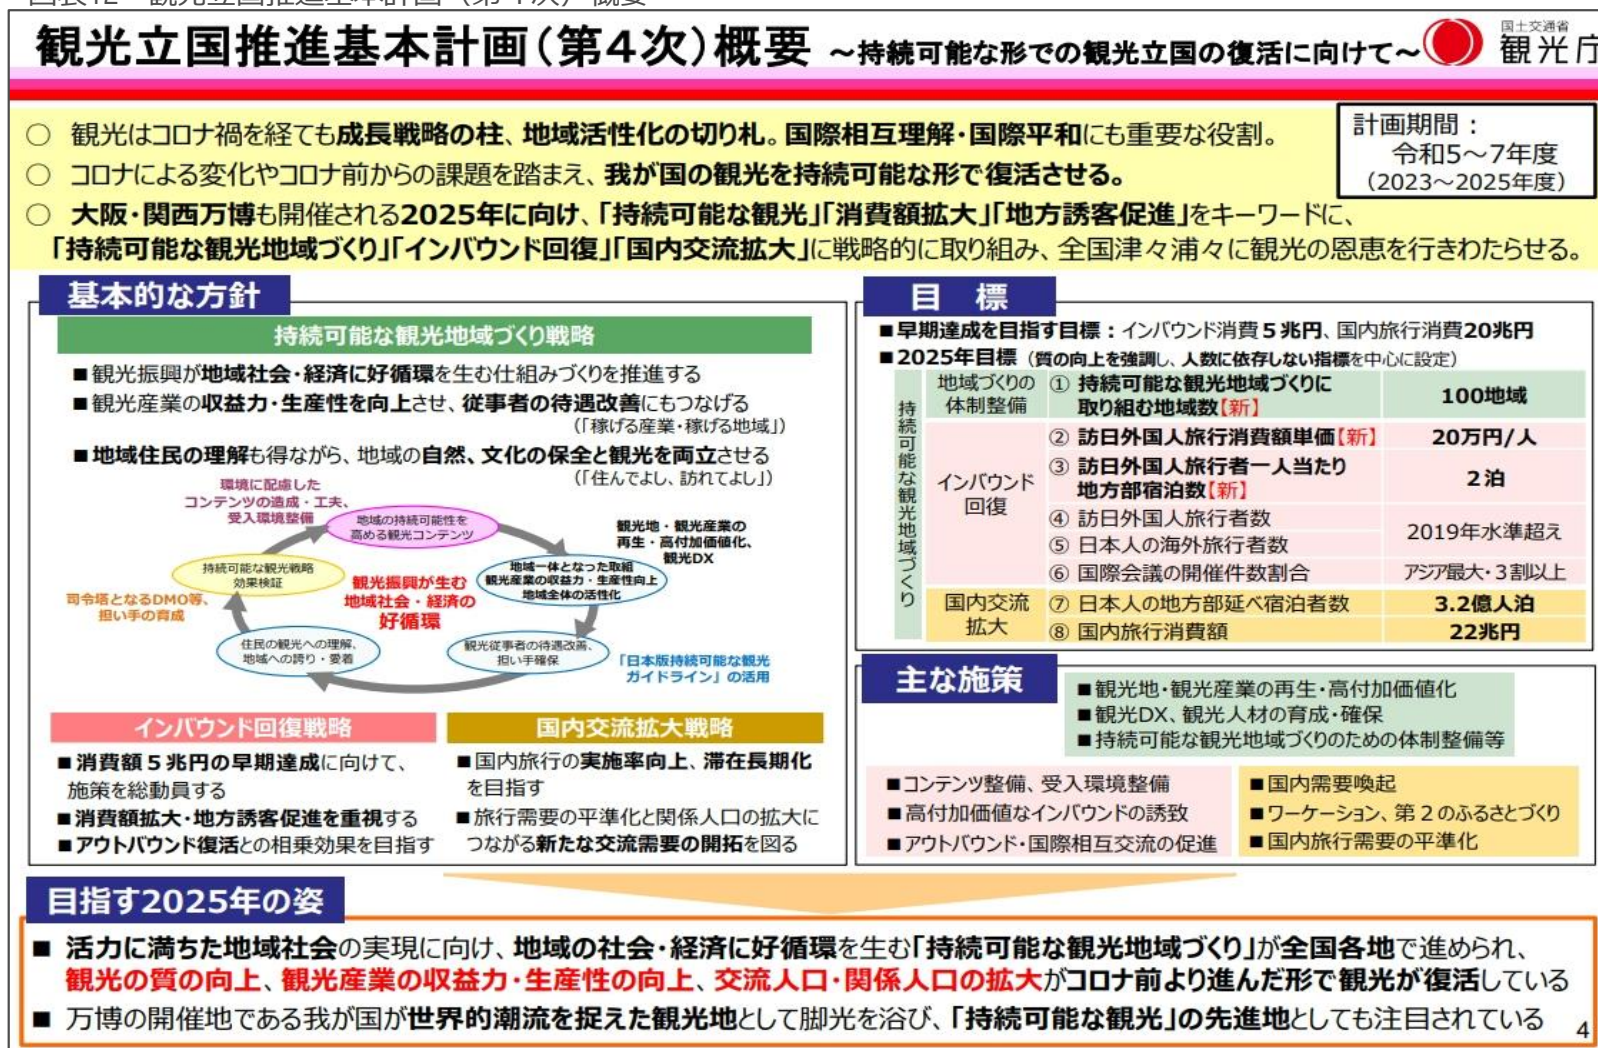 図表12 観光立国推進基本計画（第4次）概要
観光立国推進基本計画（第４次）概要 ～持続可能な形での観光立国の復活に向けて～
国土交通省
観光庁
○ 観光はコロナ禍を経ても成長戦略の柱、地域活性化の切り札。国際相互理解・国際平和にも重要な役割。
○ コロナによる変化やコロナ前からの課題を踏まえ、我が国の観光を持続可能な形で復活させる。
○ 大阪・関西万博も開催される2025年に向け、「持続可能な観光」「消費額拡大」「地方誘客促進」をキーワードに、
「持続可能な観光地域づくり」「インバウンド回復」「国内交流拡大」に戦略的に取り組み、全国津々浦々に観光の恩恵を行きわたらせる。
計画期間：
令和5～7年度
（2023～2025年度）
基本的な方針
持続可能な観光地域づくり戦略
■観光振興が地域社会・経済に好循環を生む仕組みづくりを推進する
■観光産業の収益力・生産性を向上させ、従事者の待遇改善にもつなげる
（「稼げる産業・稼げる地域」）
■地域住民の理解も得ながら、地域の自然、文化の保全と観光を両立させる
（「住んでよし、訪れてよし」）
環境に配慮した
コンテンツの造成・工夫、
受入環境整備
地域の持続可能性を
高める観光コンテンツ
観光地・観光産業の
再生・高付加価値化、
観光DX
地域一体となった取組
観光産業の収益力・生産性向上
地域全体の活性化
持続可能な観光戦略
効果検証
観光振興が生む
地域社会・経済の
好循環
司令塔となるDMO等、
担い手の育成
住民の観光への理解、
地域への誇り・愛着
観光従事者の待遇改善、
担い手確保
「日本版持続可能な観光
ガイドライン」の活用
インバウンド回復戦略
■消費額５兆円の早期達成に向けて、
施策を総動員する
■消費額拡大・地方誘客促進を重視する
■アウトバウンド復活との相乗効果を目指す
国内交流拡大戦略
■国内旅行の実施率向上、滞在長期化
を目指す
■旅行需要の平準化と関係人口の拡大に
つながる新たな交流需要の開拓を図る
目 標
■早期達成を目指す目標：インバウンド消費５兆円、国内旅行消費20兆円
■2025年目標（質の向上を強調し、人数に依存しない指標を中心に設定）
持続可能な観光地域づくり
地域づくりの
体制整備
① 持続可能な観光地域づくりに
取り組む地域数【新】
100地域
インバウンド
回復
② 訪日外国人旅行消費額単価【新】
20万円/人
③ 訪日外国人旅行者一人当たり
地方部宿泊数【新】
２泊
④ 訪日外国人旅行者数
⑤ 日本人の海外旅行者数
2019年水準超え
⑥ 国際会議の開催件数割合
アジア最大・３割以上
国内交流
拡大
⑦ 日本人の地方部延べ宿泊者数
3.2億人泊
⑧ 国内旅行消費額
22兆円
主な施策
■観光地・観光産業の再生・高付加価値化
■観光DX、観光人材の育成・確保
■持続可能な観光地域づくりのための体制整備等
■コンテンツ整備、受入環境整備
■高付加価値なインバウンドの誘致
■アウトバウンド・国際相互交流の促進
■国内需要喚起
■ワーケーション、第２のふるさとづくり
■国内旅行需要の平準化
目指す2025年の姿
■ 活力に満ちた地域社会の実現に向け、地域の社会・経済に好循環を生む「持続可能な観光地域づくり」が全国各地で進められ、
観光の質の向上、観光産業の収益力・生産性の向上、交流人口・関係人口の拡大がコロナ前より進んだ形で観光が復活している
■ 万博の開催地である我が国が世界的潮流を捉えた観光地として脚光を浴び、「持続可能な観光」の先進地としても注目されている
4